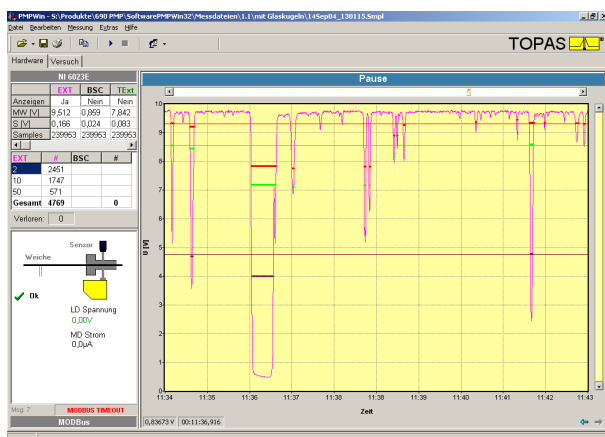 PMPWin - S:\Produkte\690 PMP\SoftwarePMPWin32\Messdateien\1.1\mit Glaskugeln\14Sep04_130115.Smpl
Datei Bearbeiten Messung Extras Hilfe
TOPAS
Hardware Versuch
NI 6023E
EXT BSC TExt
Anzeigen Ja Nein Nein
MW [V] 9,512 0,859 7,842
S [V] 0,166 0,024 0,083
Samples 239953 239953 239953
EXT # BSC #
2 2451
10 1747
50 571
Gesamt 4769 0
Verloren: 0
Sensor
Weiche
Ok
LD Spannung
0,00V
MD Strom
0,0µA
Msg: 7 MODBUS TIMEOUT
MODBus
Pause
U [V]
10
9
8
7
6
5
4
3
2
1
0
11:34 11:35 11:36 11:37 11:38 11:38 11:39 11:40 11:41 11:42 11:43
Zeit
0,83673 V 00:11:36,916